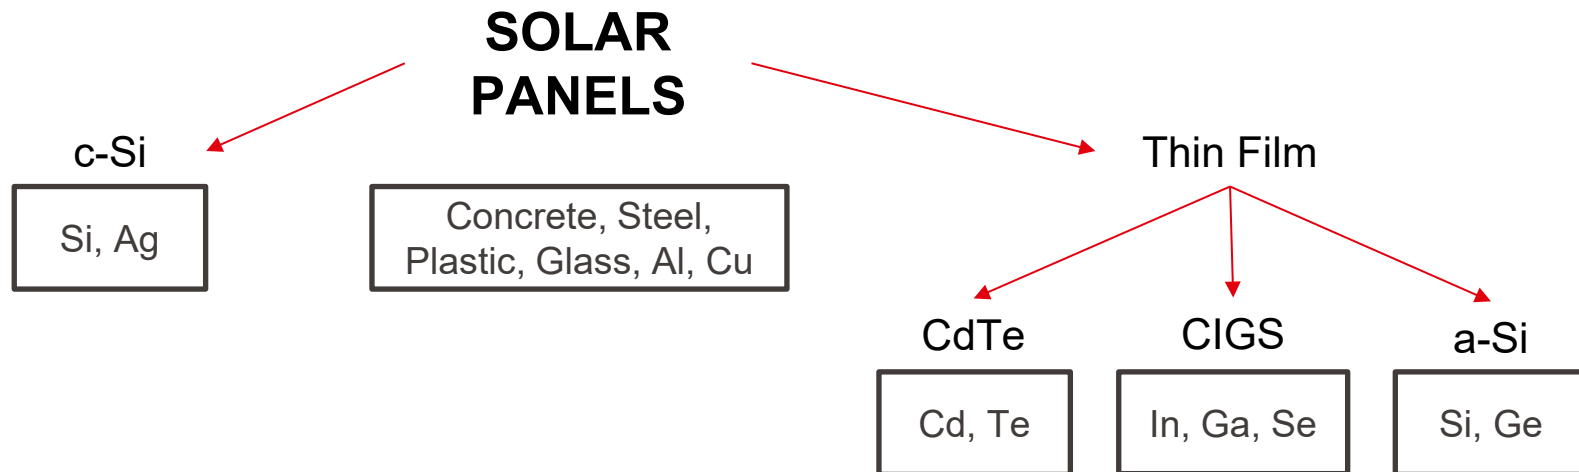 SOLAR
PANELS
c-Si
Thin Film
Si, Ag
Concrete, Steel,
Plastic, Glass, Al, Cu
CdTe
CIGS
a-Si
Cd, Te
In, Ga, Se
Si, Ge